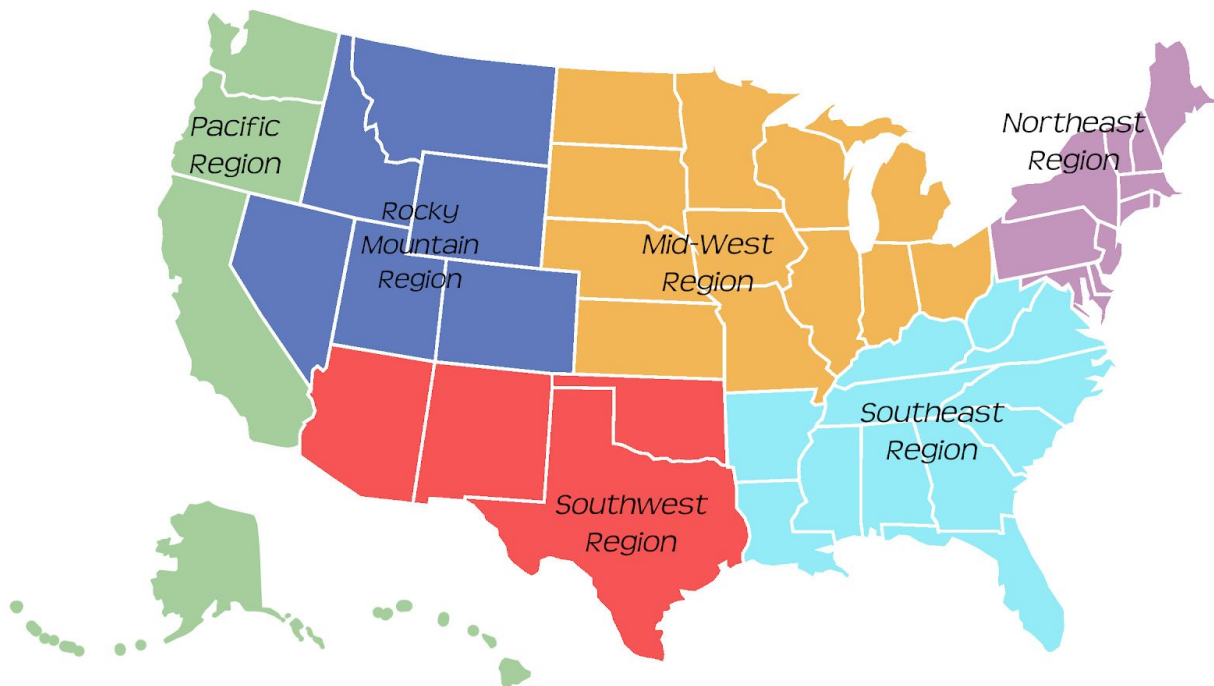 Pacific
Region
Rocky
Mountain
Region
Mid-West
Region
Northeast
Region
Southeast
Region
Southwest
Region